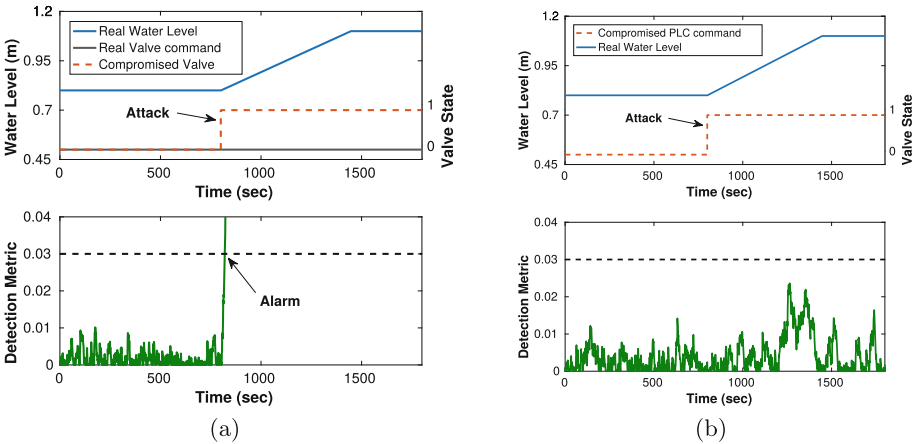 1.2
0.95
0.7
0.45
Water Level (m)
Real Water Level
Real Valve command
Compromised Valve
Attack
1
0
Valve State
0
500
1000
1500
Time (sec)
0.04
0.03
0.02
0.01
0
Detection Metric
Alarm
0
500
1000
1500
Time (sec)
(a)
1.2
0.95
0.7
0.45
Water Level (m)
Compromised PLC command
Real Water Level
Attack
1
0
Valve State
0
500
1000
1500
Time (sec)
0.04
0.03
0.02
0.01
0
Detection Metric
0
500
1000
1500
Time (sec)
(b)